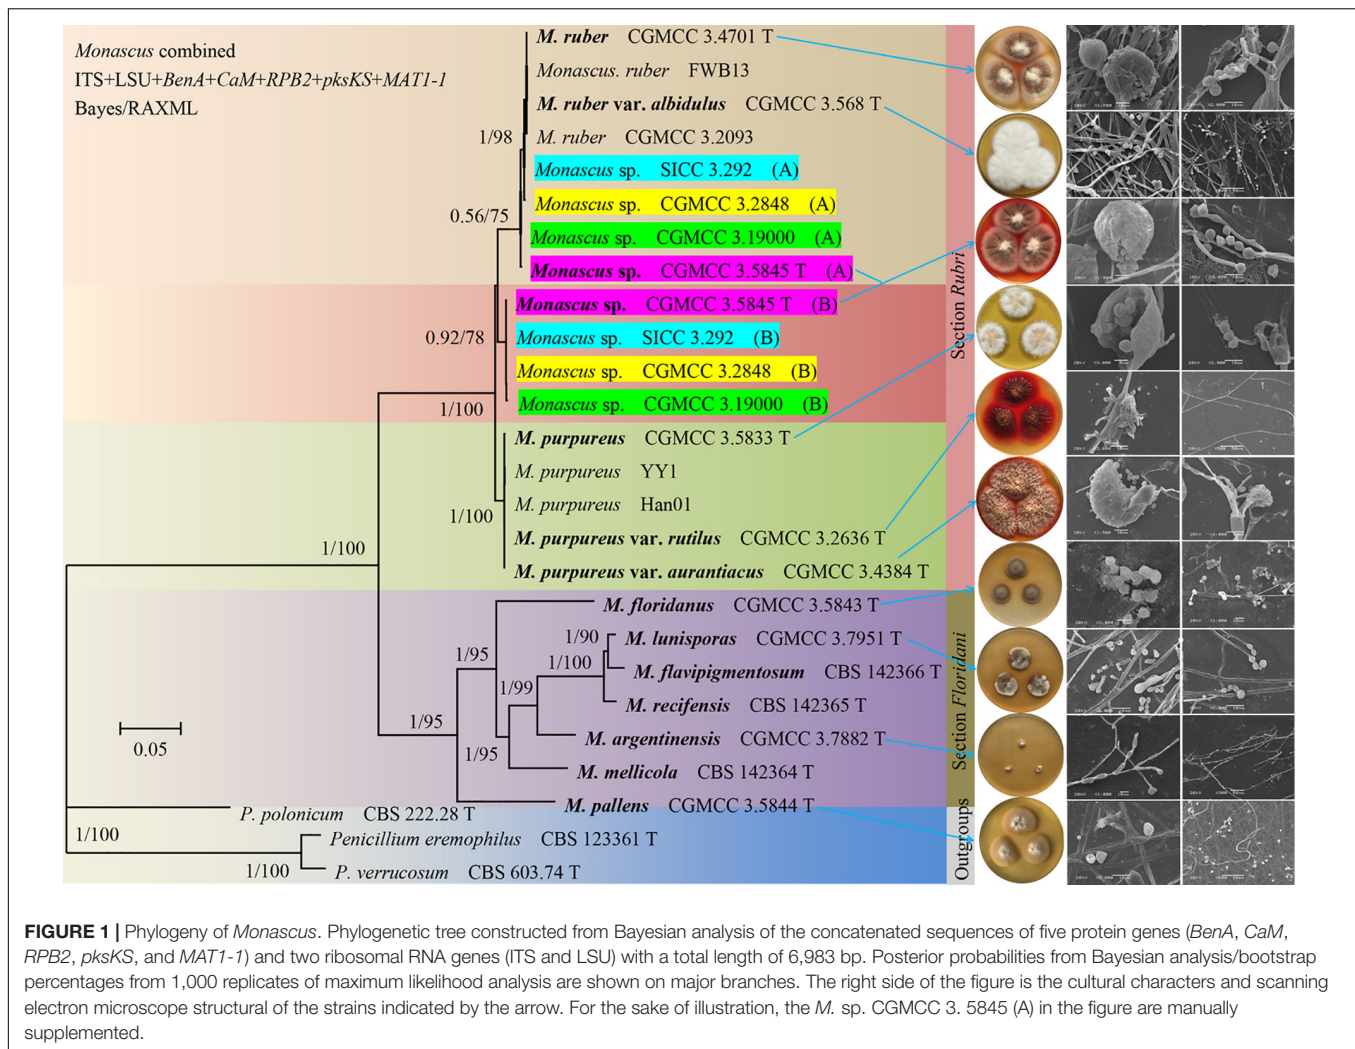 Monascus combined
ITS+LSU+BenA+CaM+RPB2+pksKS+MAT1-1
Bayes/RAXML
M. ruber CGMCC 3.4701 T
Monascus. ruber FWB13
M. ruber var. albidulus CGMCC 3.568 T
1/98
M. ruber CGMCC 3.2093
Monascus sp. SICC 3.292 (A)
Monascus sp. CGMCC 3.2848 (A)
0.56/75
Monascus sp. CGMCC 3.19000 (A)
Monascus sp. CGMCC 3.5845 T (A)
Monascus sp. CGMCC 3.5845 T (B)
0.92/78
Monascus sp. SICC 3.292 (B)
Monascus sp. CGMCC 3.2848 (B)
1/100
Monascus sp. CGMCC 3.19000 (B)
M. purpureus CGMCC 3.5833 T
M. purpureus YY1
M. purpureus Han01
1/100
M. purpureus var. rutilus CGMCC 3.2636 T
1/100
M. purpureus var. aurantiacus CGMCC 3.4384 T
Section Rubri
M. floridanus CGMCC 3.5843 T
1/90
M. lunisporas CGMCC 3.7951 T
1/95
1/100
M. flavipigmentosum CBS 142366 T
1/99
M. recifensis CBS 142365 T
1/95
M. argentinensis CGMCC 3.7882 T
0.05
1/95
M. mellicola CBS 142364 T
M. pallens CGMCC 3.5844 T
Section Floridani
P. polonicum CBS 222.28 T
1/100
Penicillium eremophilus CBS 123361 T
1/100
P. verrucosum CBS 603.74 T
Outgroups
FIGURE 1 | Phylogeny of Monascus. Phylogenetic tree constructed from Bayesian analysis of the concatenated sequences of five protein genes (BenA, CaM,
RPB2, pksKS, and MAT1-1) and two ribosomal RNA genes (ITS and LSU) with a total length of 6,983 bp. Posterior probabilities from Bayesian analysis/bootstrap
percentages from 1,000 replicates of maximum likelihood analysis are shown on major branches. The right side of the figure is the cultural characters and scanning
electron microscope structural of the strains indicated by the arrow. For the sake of illustration, the M. sp. CGMCC 3. 5845 (A) in the figure are manually
supplemented.